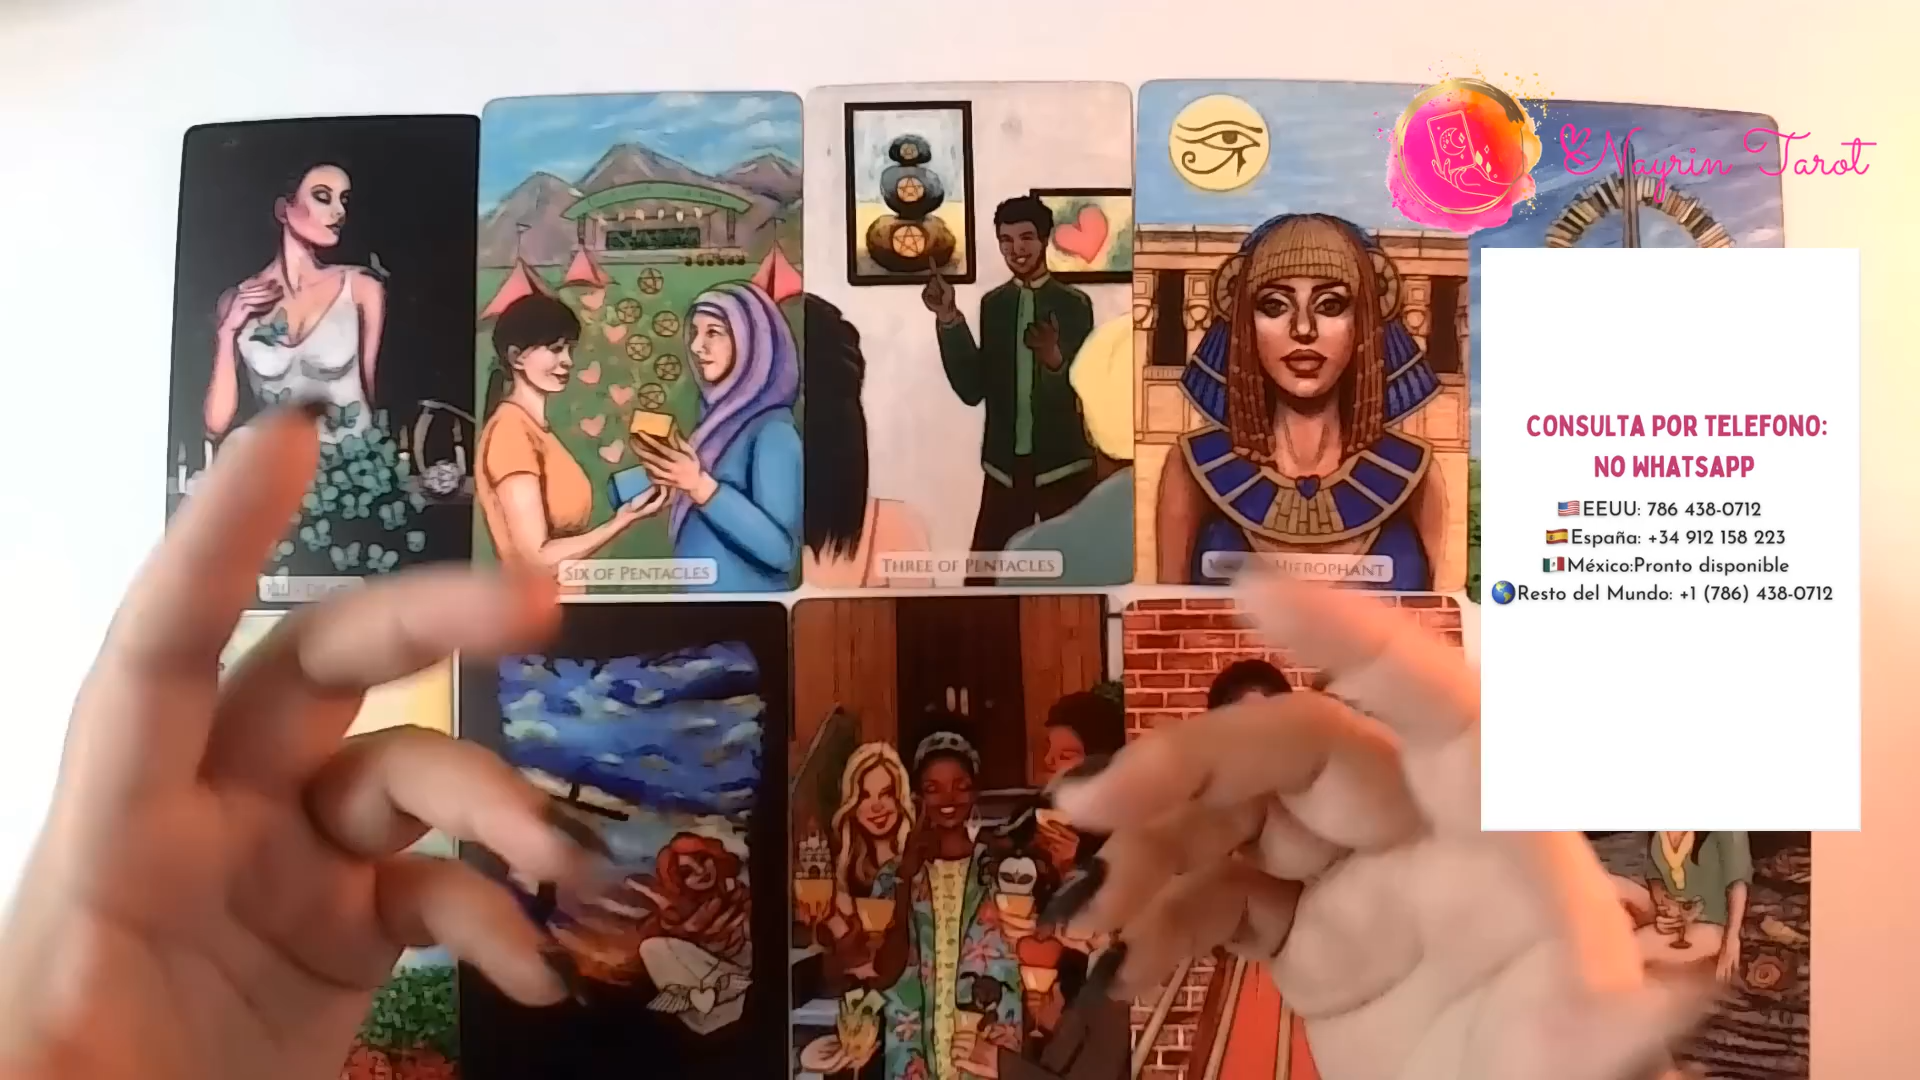 Nayrin Tarot
SIX OF PENTACLES
THREE OF PENTACLES
HIEROPHANT
CONSULTA POR TELEFONO:
NO WHATSAPP
EEUU: 786 438-0712
España: +34 912 158 223
México:Pronto disponible
Resto del Mundo: +1 (786) 438-0712